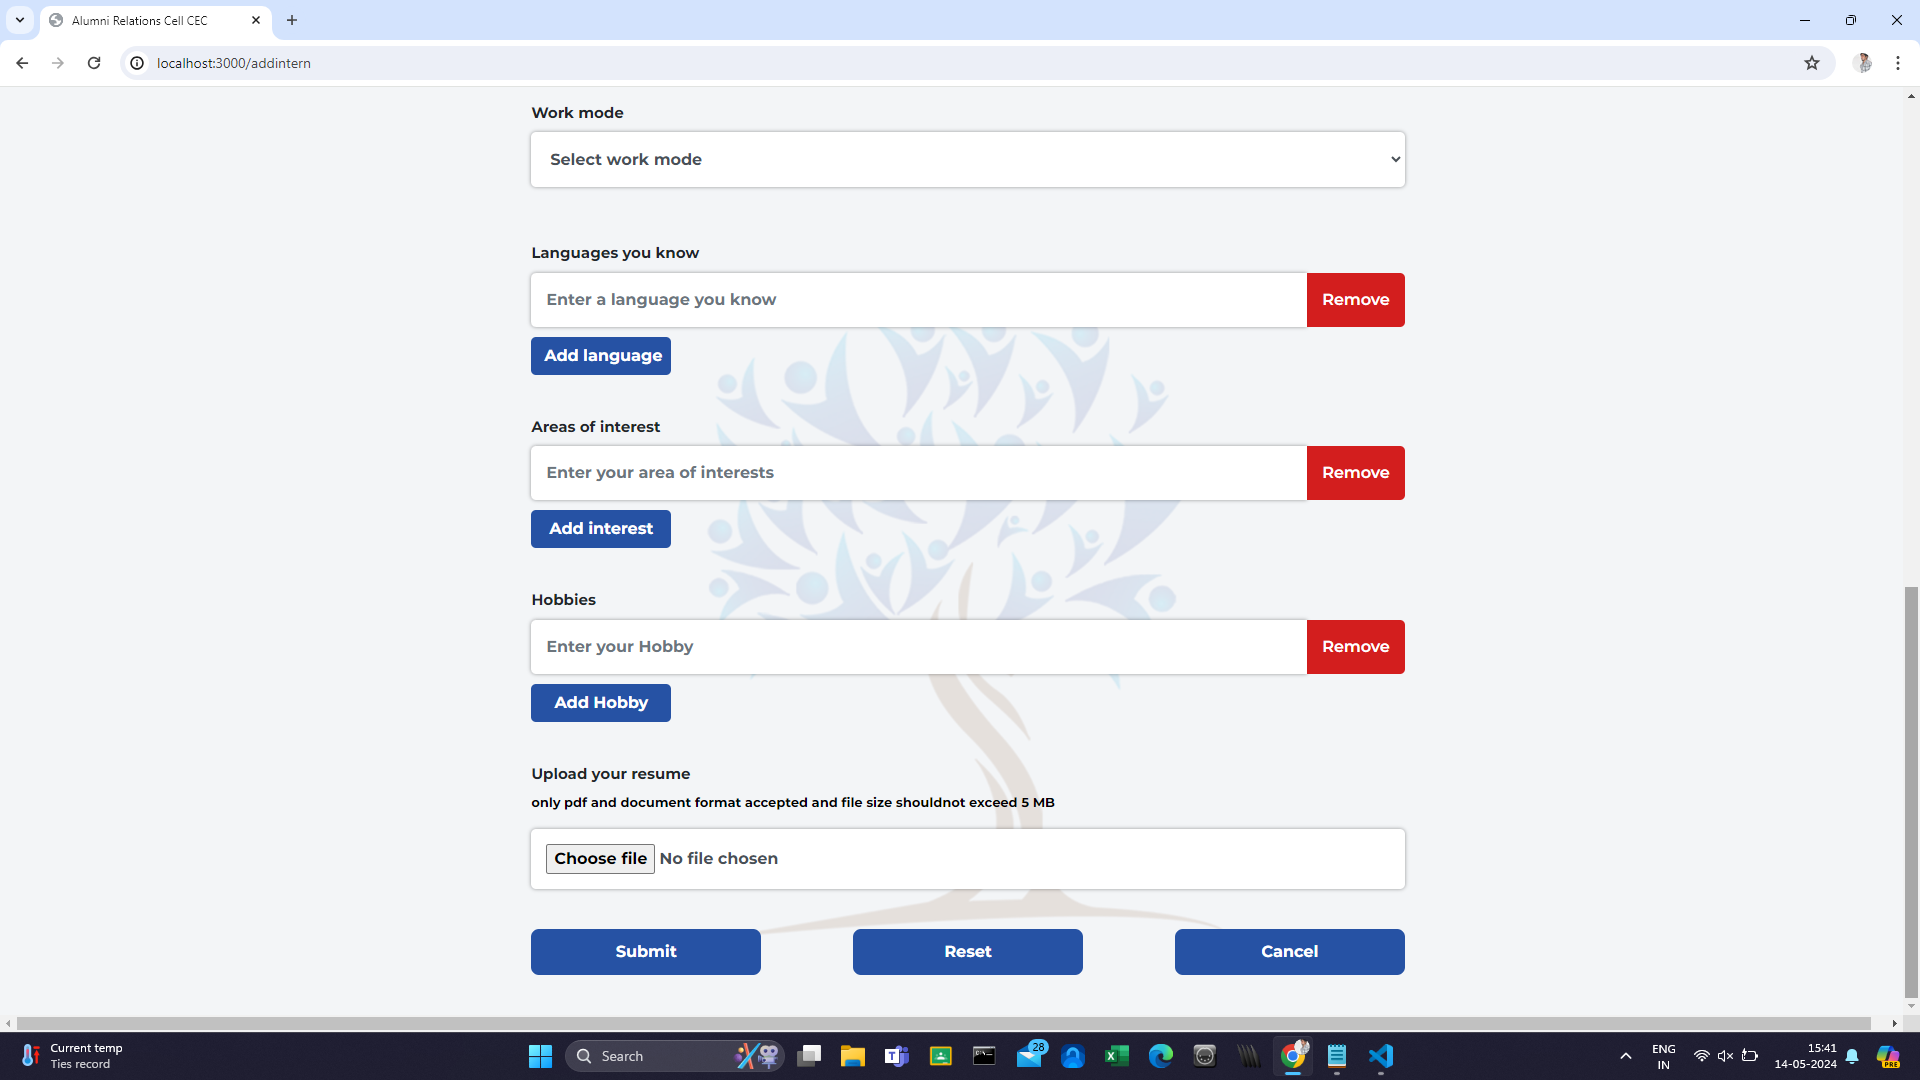 Alumni Relations Cell CEC
localhost:3000/addintern
Work mode
Select work mode
Languages you know
Enter a language you know
Remove
Add language
Areas of interest
Enter your area of interests
Remove
Add interest
Hobbies
Enter your Hobby
Remove
Add Hobby
Upload your resume
only pdf and document format accepted and file size shouldnot exceed 5 MB
Choose file No file chosen
Submit
Reset
Cancel
Current temp
Ties record
Search
28
ENG
IN
15:41
14-05-2024
PRE